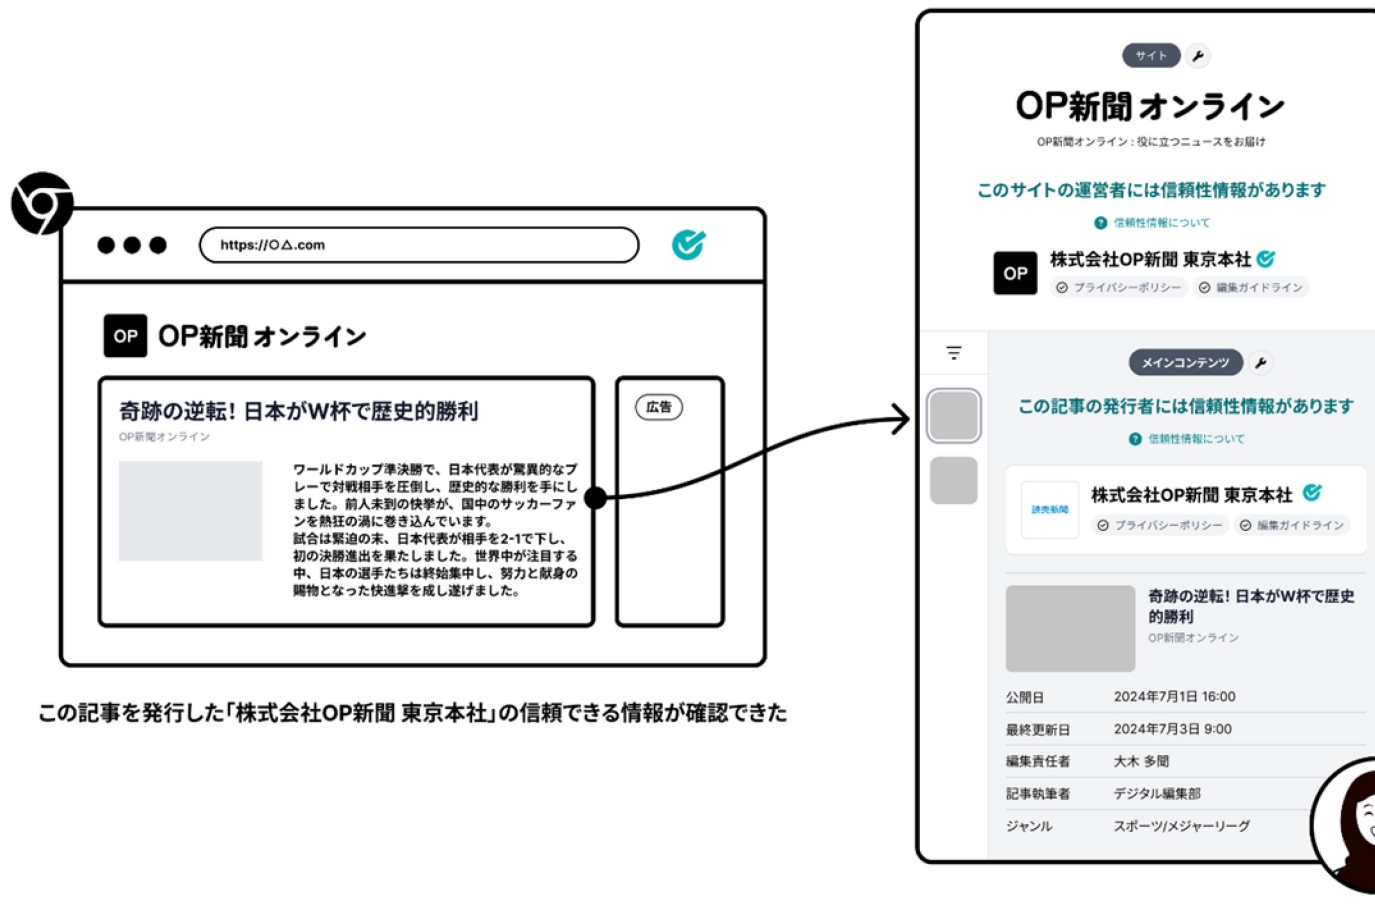 https://○△.com
OP
OP新聞 オンライン
奇跡の逆転！日本がW杯で歴史的勝利
OP新聞オンライン
ワールドカップ準決勝で、日本代表が驚異的なプ
レーで対戦相手を圧倒し、歴史的な勝利を手にし
ました。前人未到の快挙が、国中のサッカーファ
ンを熱狂の渦に巻き込んでいます。
試合は緊迫の末、日本代表が相手を2-1で下し、
初の決勝進出を果たしました。世界中が注目する
中、日本の選手たちは終始集中し、努力と献身の
賜物となった快進撃を成し遂げました。
広告
この記事を発行した「株式会社OP新聞 東京本社」の信頼できる情報が確認できた
サイト
OP新聞 オンライン
OP新聞オンライン : 役に立つニュースをお届け
このサイトの運営者には信頼性情報があります
? 信頼性情報について
OP
株式会社OP新聞 東京本社
プライバシーポリシー
編集ガイドライン
メインコンテンツ
この記事の発行者には信頼性情報があります
? 信頼性情報について
読売新聞
株式会社OP新聞 東京本社
プライバシーポリシー
編集ガイドライン
奇跡の逆転！日本がW杯で歴史
的勝利
OP新聞オンライン
公開日 2024年7月1日 16:00
最終更新日 2024年7月3日 9:00
編集責任者 大木 多聞
記事執筆者 デジタル編集部
ジャンル スポーツ/メジャーリーグ